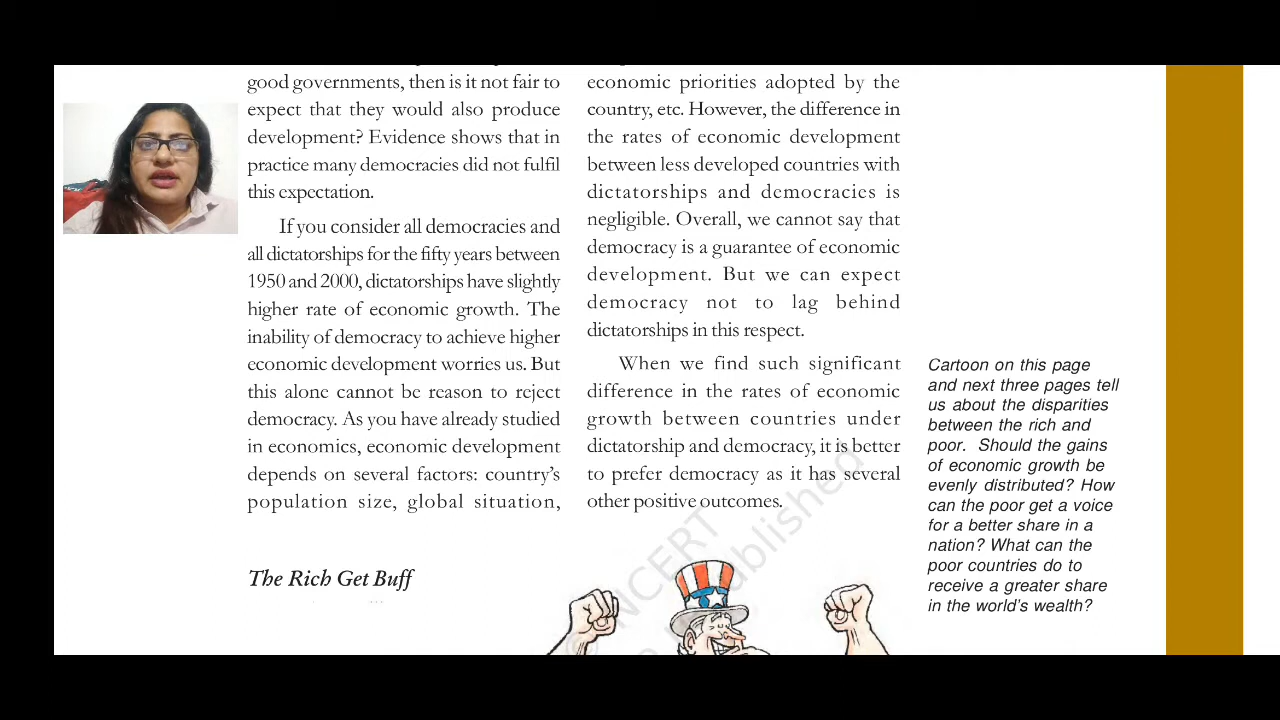 good governments, then is it not fair to
expect that they would also produce
development? Evidence shows that in
practice many democracies did not fulfil
this expectation.
If you consider all democracies and
all dictatorships for the fifty years between
1950 and 2000, dictatorships have slightly
higher rate of economic growth. The
inability of democracy to achieve higher
economic development worries us. But
this alone cannot be reason to reject
democracy. As you have already studied
in economics, economic development
depends on several factors: country's
population size, global situation,
economic priorities adopted by the
country, etc. However, the difference in
the rates of economic development
between less developed countries with
dictatorships and democracies is
negligible. Overall, we cannot say that
democracy is a guarantee of economic
development. But we can expect
democracy not to lag behind
dictatorships in this respect.
When we find such significant
difference in the rates of economic
growth between countries under
dictatorship and democracy, it is better
to prefer democracy as it has several
other positive outcomes.
Cartoon on this page
and next three pages tell
us about the disparities
between the rich and
poor. Should the gains
of economic growth be
evenly distributed? How
can the poor get a voice
for a better share in a
nation? What can the
poor countries do to
receive a greater share
in the world's wealth?
The Rich Get Buff
© NCERT
published